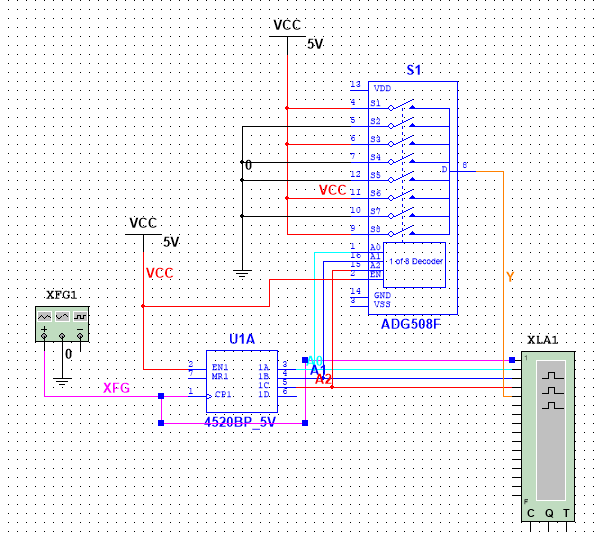 VCC
5V
S1
13 VDD
4 S1
5 S2
6 S3
7 S4
12 S5
VCC 11 S6
10 S7
9 S8
D 8
0
1 A0
16 A1
15 A2
2 EN
1 of 8 Decoder
14 GND
3 VSS
ADG508F
VCC
5V
VCC
Y
XFG1
+ −
0
XFG
U1A
2 EN1 1A 3
7 MR1 1B 4
1C 5
1 CP1 1D 6
4520BP_5V
A0
A1
A2
XLA1
1
F
C Q T